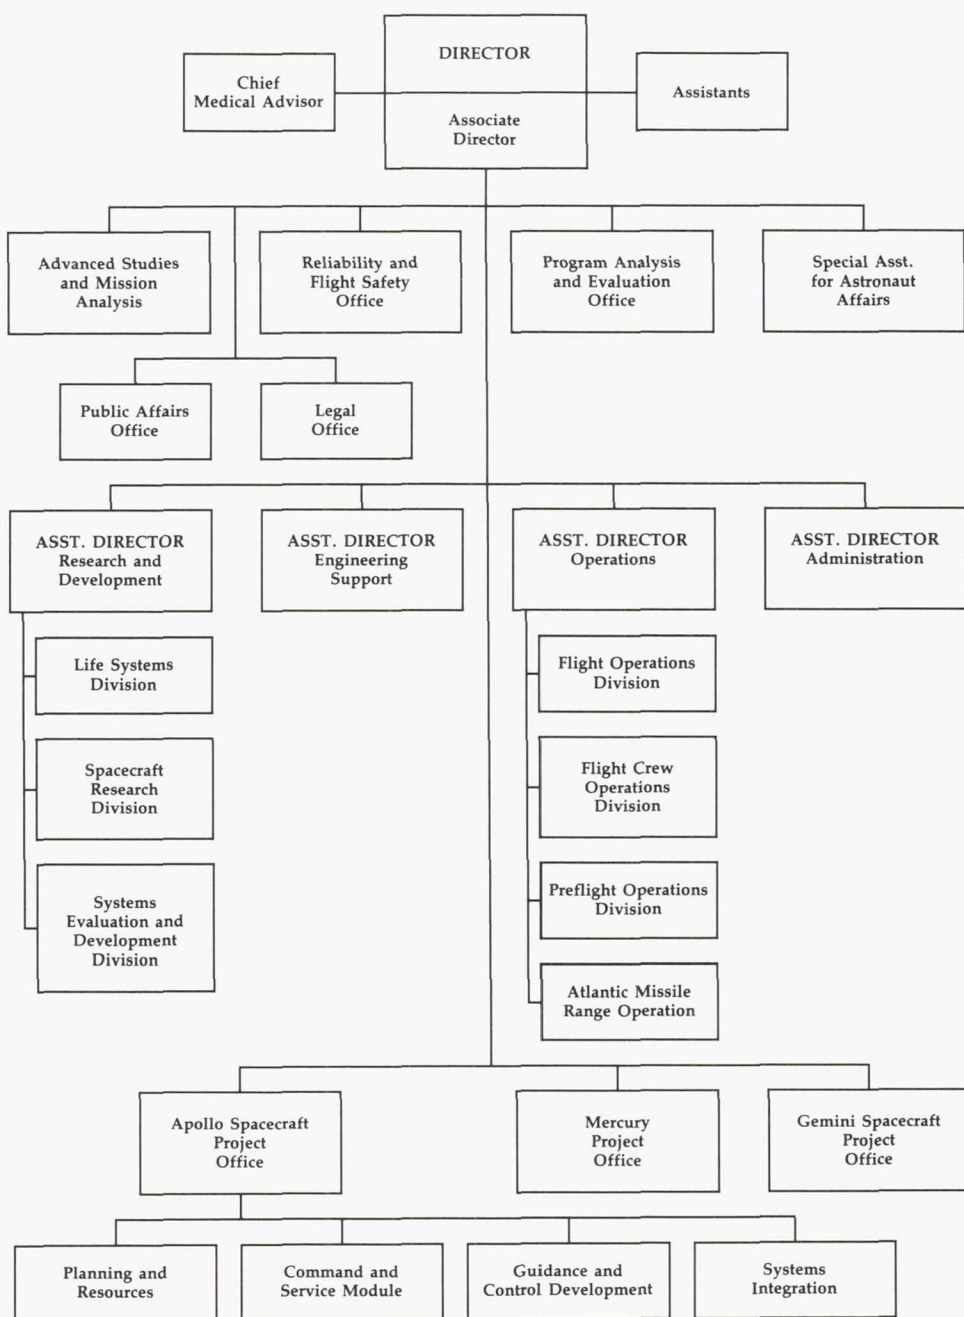 DIRECTOR
Chief
Medical Advisor
Assistants
Associate
Director
Advanced Studies
and Mission
Analysis
Reliability and
Flight Safety
Office
Program Analysis
and Evaluation
Office
Special Asst.
for Astronaut
Affairs
Public Affairs
Office
Legal
Office
ASST. DIRECTOR
Research and
Development
ASST. DIRECTOR
Engineering
Support
ASST. DIRECTOR
Operations
ASST. DIRECTOR
Administration
Life Systems
Division
Spacecraft
Research
Division
Systems
Evaluation and
Development
Division
Flight Operations
Division
Flight Crew
Operations
Division
Preflight Operations
Division
Atlantic Missile
Range Operation
Apollo Spacecraft
Project
Office
Mercury
Project
Office
Gemini Spacecraft
Project
Office
Planning and
Resources
Command and
Service Module
Guidance and
Control Development
Systems
Integration